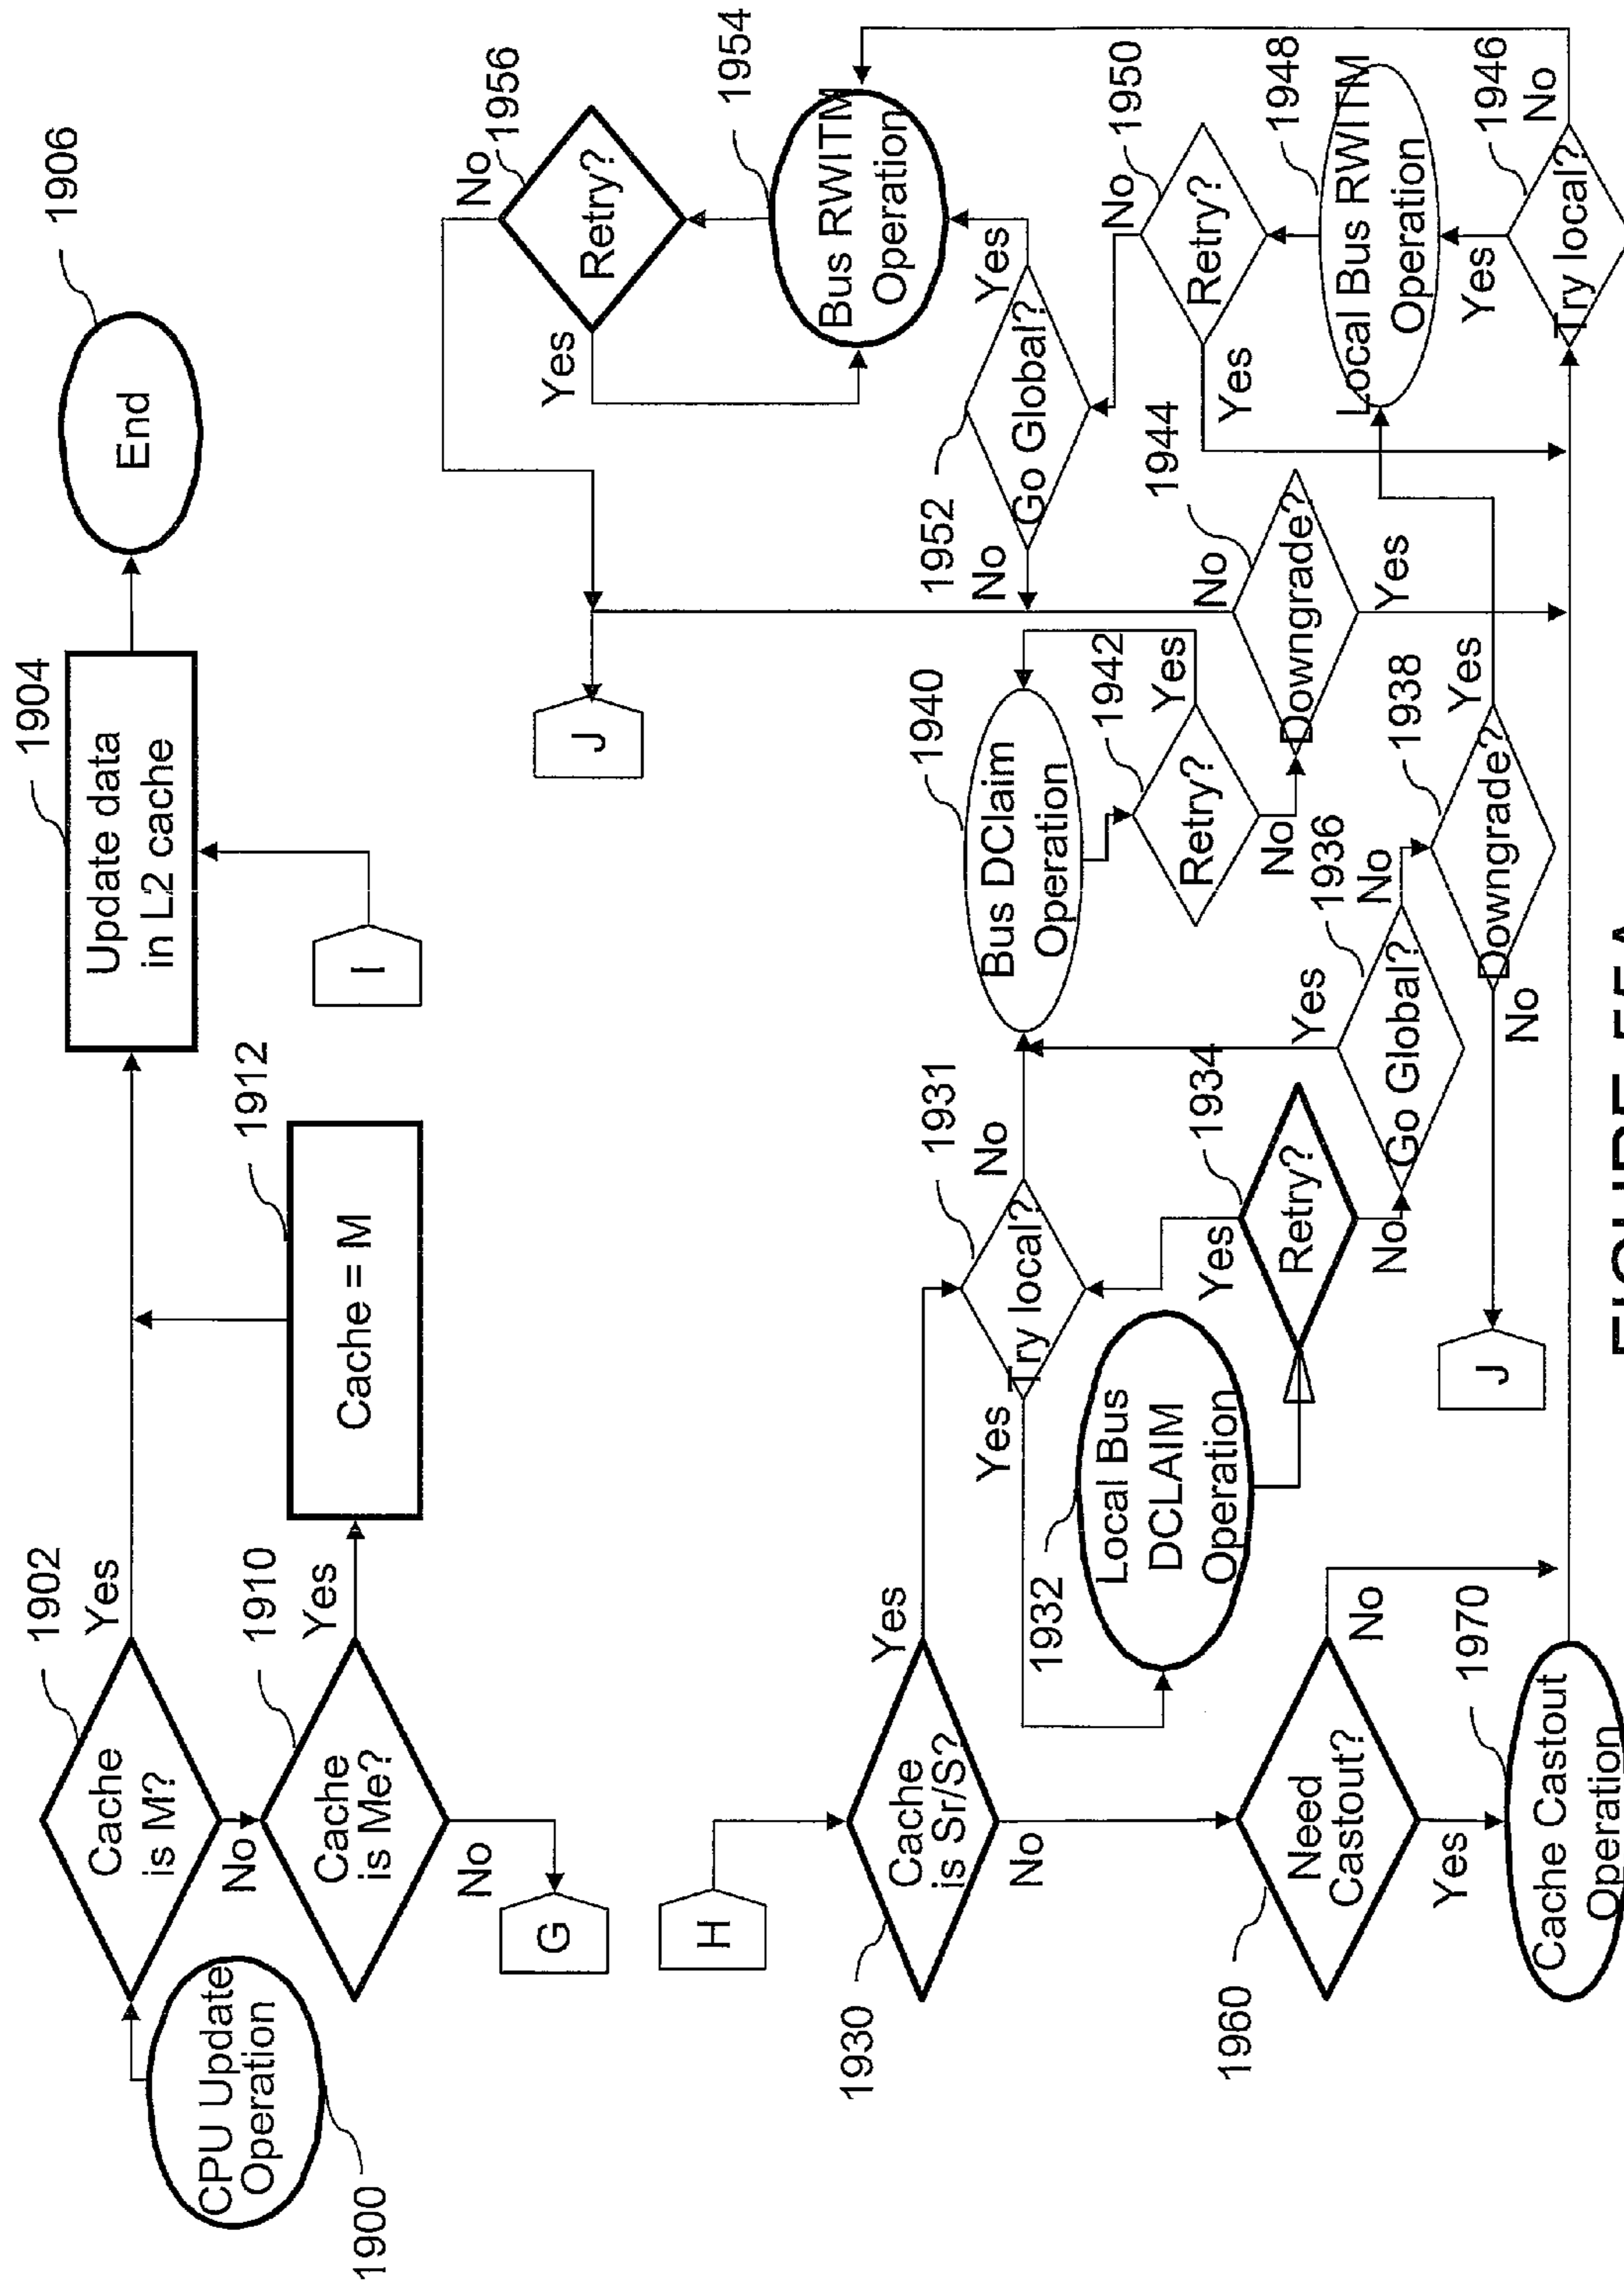 1900
CPU Update
Operation
1902
Cache
is M?
Yes
No
1904
Update data
in L2 cache
1906
End
1910
Cache
is Me?
Yes
No
1912
Cache = M
I
G
H
J
1930
Cache
is Sr/S?
Yes
No
1931
Try local?
Yes
No
1932
Local Bus
DCLAIM
Operation
1934
Retry?
Yes
No
1936
Go Global?
Yes
No
1938
Downgrade?
Yes
No
J
1940
Bus DClaim
Operation
1942
Retry?
Yes
No
1944
Downgrade?
No
Yes
1946
Try local?
Yes
No
1948
Local Bus RWITM
Operation
1950
Retry?
No
Yes
1952
Go Global?
No
Yes
1954
Bus RWITM
Operation
1956
Retry?
No
Yes
1960
Need
Castout?
No
Yes
1970
Cache Castout
Operation
FIGURE